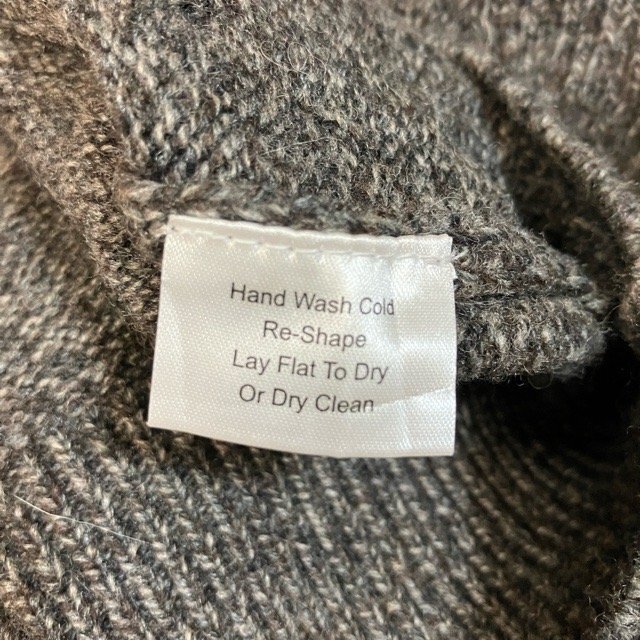 Hand Wash Cold
Re-Shape
Lay Flat To Dry
Or Dry Clean